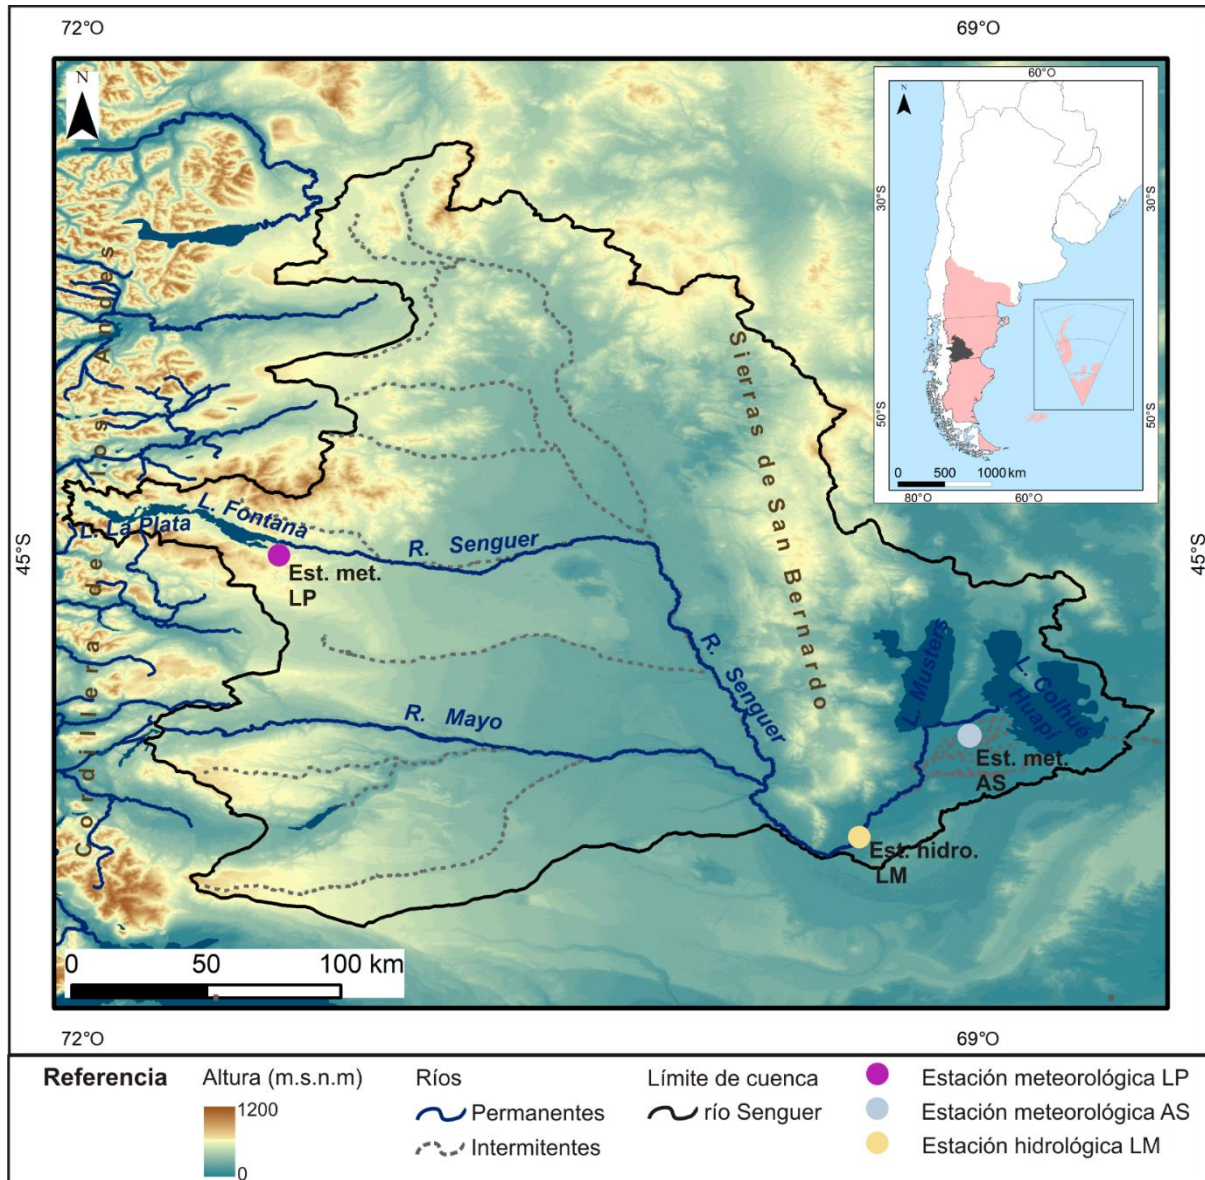 72°O
69°O
N
60°O
N
30°S
30°S
50°S
50°S
0 500 1000 km
80°O
60°O
Cordillera de los Andes
Sierras de San Bernardo
L. La Plata
L. Fontana
R. Senguer
Est. met.
LP
45°S
45°S
R. Senguer
L. Musters
L. Colhué
Huapí
R. Mayo
Est. met.
AS
Est. hidro.
LM
0 50 100 km
72°O
69°O
Referencia
Altura (m.s.n.m)
1200
0
Ríos
Permanentes
Intermitentes
Límite de cuenca
río Senguer
Estación meteorológica LP
Estación meteorológica AS
Estación hidrológica LM